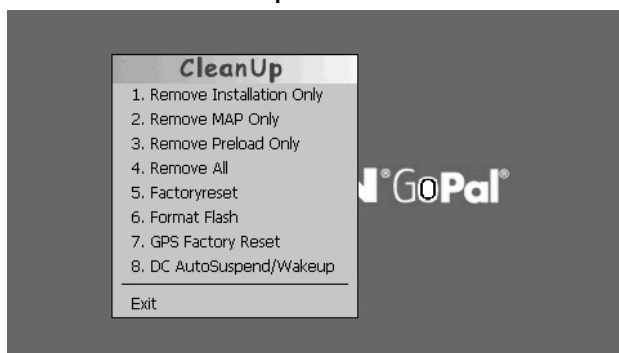 CleanUp
1. Remove Installation Only
2. Remove MAP Only
3. Remove Preload Only
4. Remove All
5. Factoryreset
6. Format Flash
7. GPS Factory Reset
8. DC AutoSuspend/Wakeup
Exit
N® GoPal®